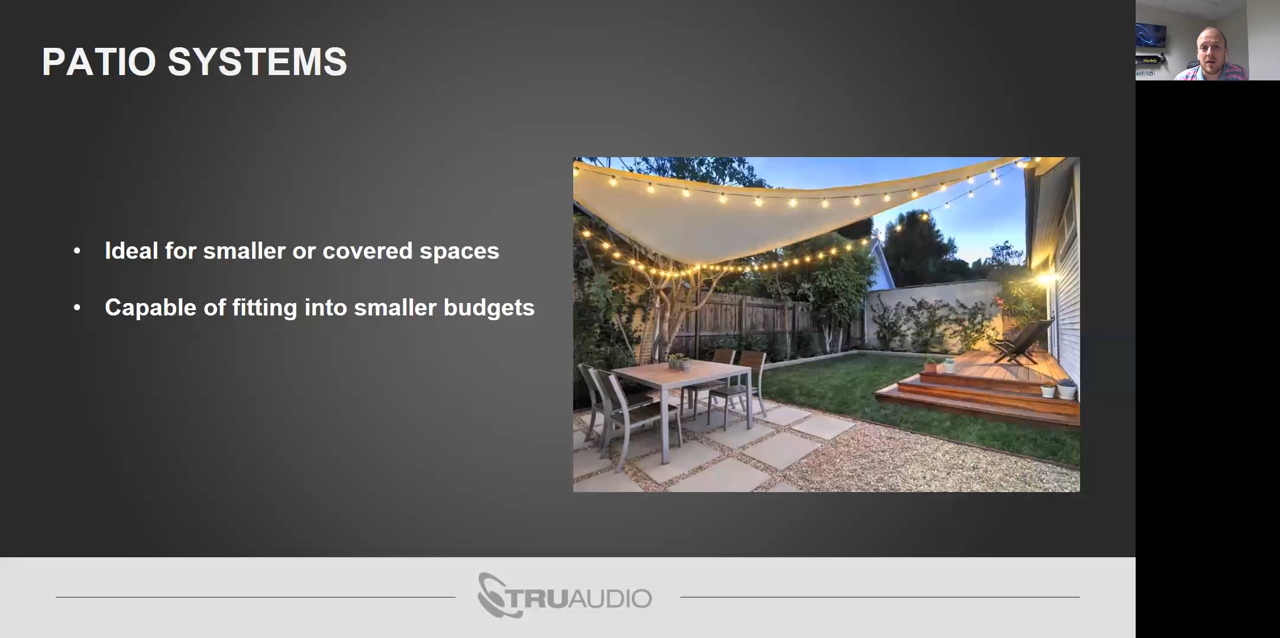 PATIO SYSTEMS
• Ideal for smaller or covered spaces
• Capable of fitting into smaller budgets
TRUAUDIO